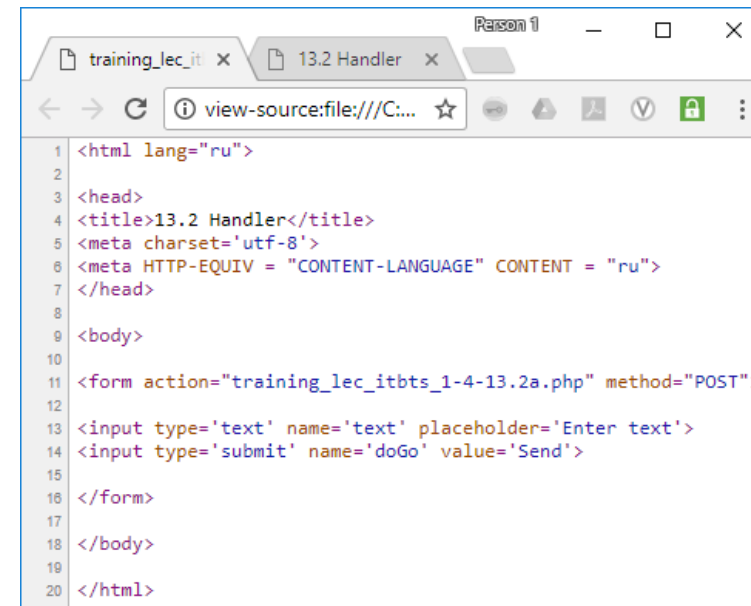 Person 1
training_lec_it
13.2 Handler
view-source:file:///C:...
1 <html lang="ru">
2
3 <head>
4 <title>13.2 Handler</title>
5 <meta charset='utf-8'>
6 <meta HTTP-EQUIV = "CONTENT-LANGUAGE" CONTENT = "ru">
7 </head>
8
9 <body>
10
11 <form action="training_lec_itbts_1-4-13.2a.php" method="POST"
12
13 <input type='text' name='text' placeholder='Enter text'>
14 <input type='submit' name='doGo' value='Send'>
15
16 </form>
17
18 </body>
19
20 </html>